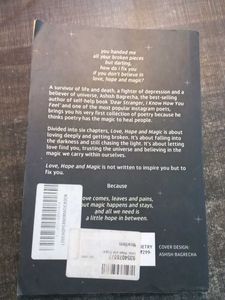 you handed me
all your broken pieces
but darling,
how do i fix you
if you don't believe in
love, hope and magic?
A survivor of life and death, a fighter of depression and a
believer of universe, Ashish Bagrecha, the best-selling
author of self-help book 'Dear Stranger, I Know How You
Feel' and one of the most popular Instagram poets,
brings you his very first collection of poetry because he
thinks poetry has the magic to heal people.
Divided into six chapters, Love, Hope and Magic is about
loving deeply and getting broken. It's about falling into
the darkness and still chasing the light. It's about letting
love find you, trusting the universe and believing in the
magic we carry within ourselves.
Love, Hope and Magic is not written to inspire you but to
fix you.
Because
love comes, leaves and pains,
but magic happens and stays,
and all we need is
a little hope in between.
ETRY
₹299
COVER DESIGN:
ASHISH BAGRECHA